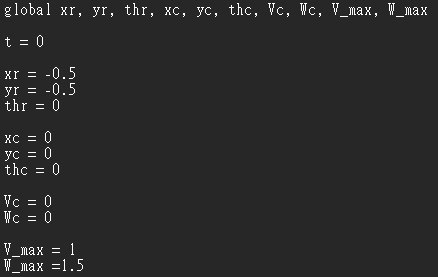 global xr, yr, thr, xc, yc, thc, Vc, Wc, V_max, W_max
t = 0
xr = -0.5
yr = -0.5
thr = 0
xc = 0
yc = 0
thc = 0
Vc = 0
Wc = 0
V_max = 1
W_max =1.5